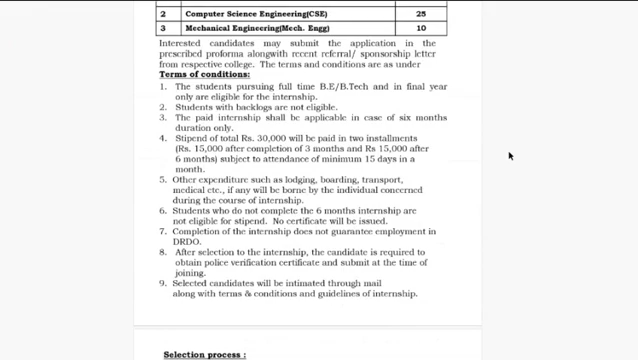 2 Computer Science Engineering(CSE) 25
3 Mechanical Engineering(Mech. Engg) 10
Interested candidates may submit the application in the
prescribed proforma alongwith recent referral/ sponsorship letter
from respective college. The terms and conditions are as under
Terms of conditions:
1. The students pursuing full time B.E/B.Tech and in final year
only are eligible for the internship.
2. Students with backlogs are not eligible.
3. The paid internship shall be applicable in case of six months
duration only.
4. Stipend of total Rs. 30,000 will be paid in two installments
(Rs. 15,000 after completion of 3 months and Rs 15,000 after
6 months) subject to attendance of minimum 15 days in a
month.
5. Other expenditure such as lodging, boarding, transport,
medical etc., if any will be borne by the individual concerned
during the course of internship.
6. Students who do not complete the 6 months internship are
not eligible for stipend. No certificate will be issued.
7. Completion of the internship does not guarantee employment in
DRDO.
8. After selection to the internship, the candidate is required to
obtain police verification certificate and submit at the time of
joining.
9. Selected candidates will be intimated through mail
along with terms & conditions and guidelines of internship.
Selection process :